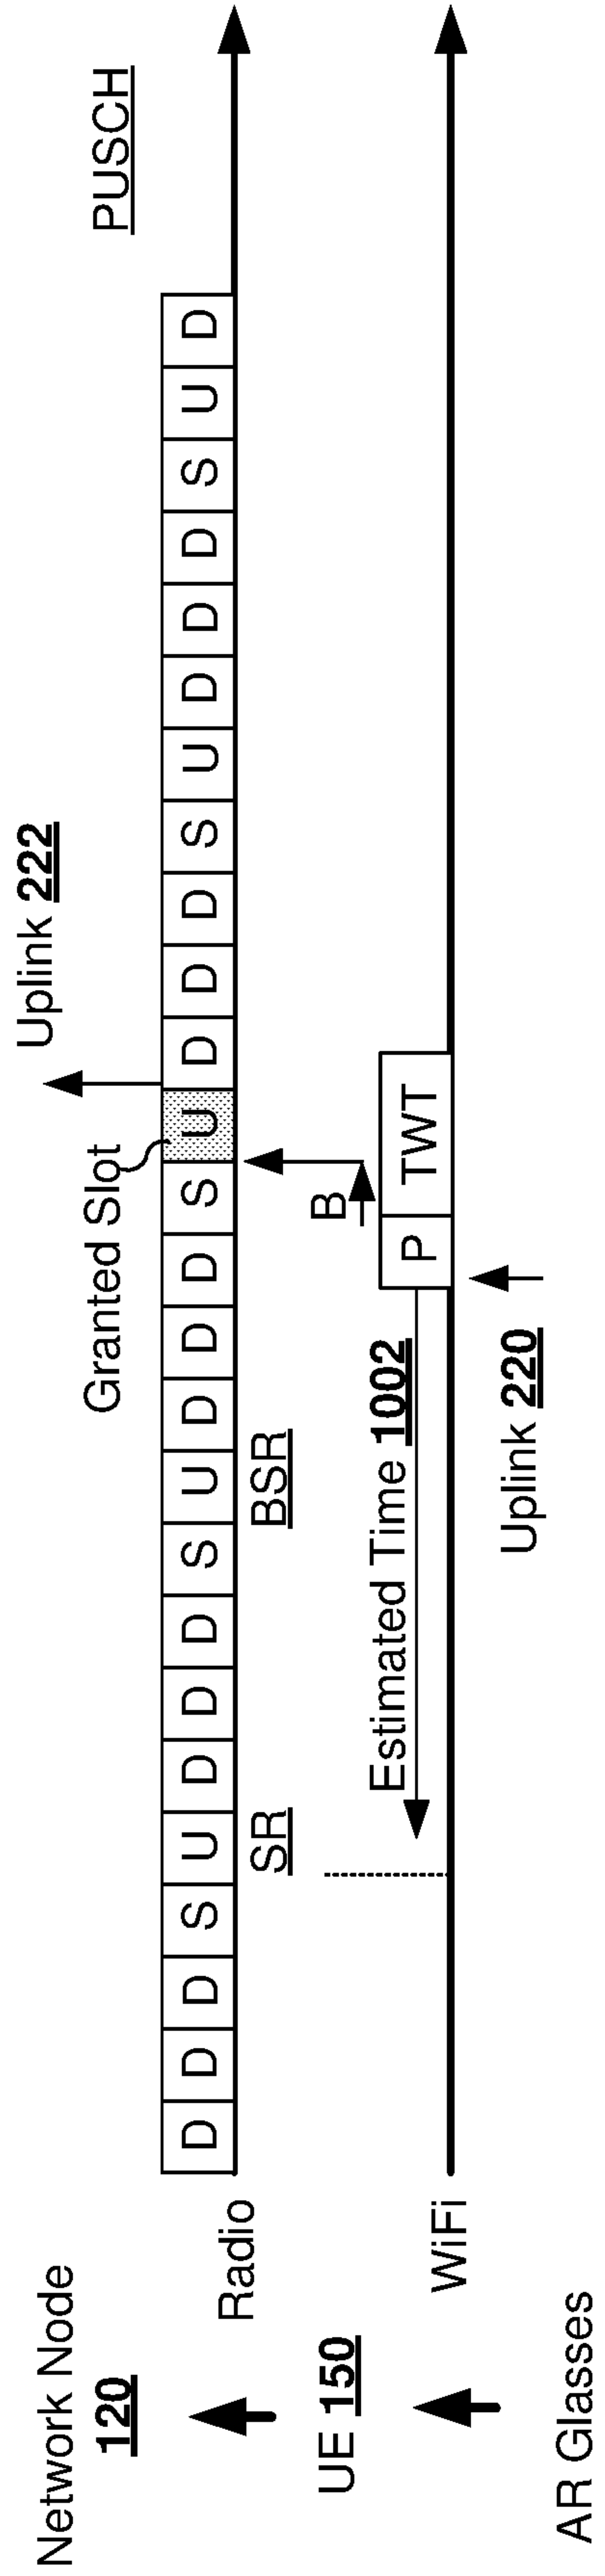 Uplink 222
Network Node
120
Granted Slot
PUSCH
D D D S U D D D S U D D D S U D D D S U D D D S U D
Radio
SR
BSR
UE 150
B
Estimated Time 1002
P TWT
WiFi
Uplink 220
AR Glasses